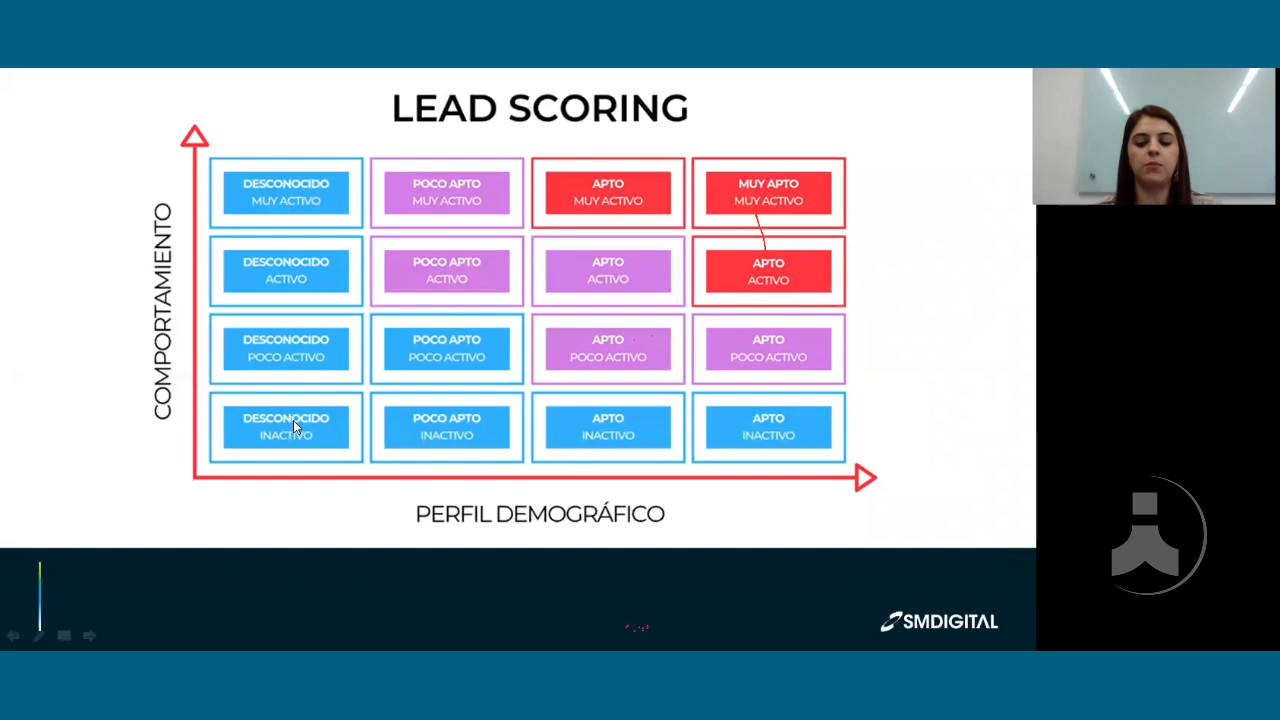 LEAD SCORING
COMPORTAMIENTO
DESCONOCIDO
MUY ACTIVO
POCO APTO
MUY ACTIVO
APTO
MUY ACTIVO
MUY APTO
MUY ACTIVO
DESCONOCIDO
ACTIVO
POCO APTO
ACTIVO
APTO
ACTIVO
APTO
ACTIVO
DESCONOCIDO
POCO ACTIVO
POCO APTO
POCO ACTIVO
APTO
POCO ACTIVO
APTO
POCO ACTIVO
DESCONOCIDO
INACTIVO
POCO APTO
INACTIVO
APTO
INACTIVO
APTO
INACTIVO
PERFIL DEMOGRÁFICO
SMDIGITAL